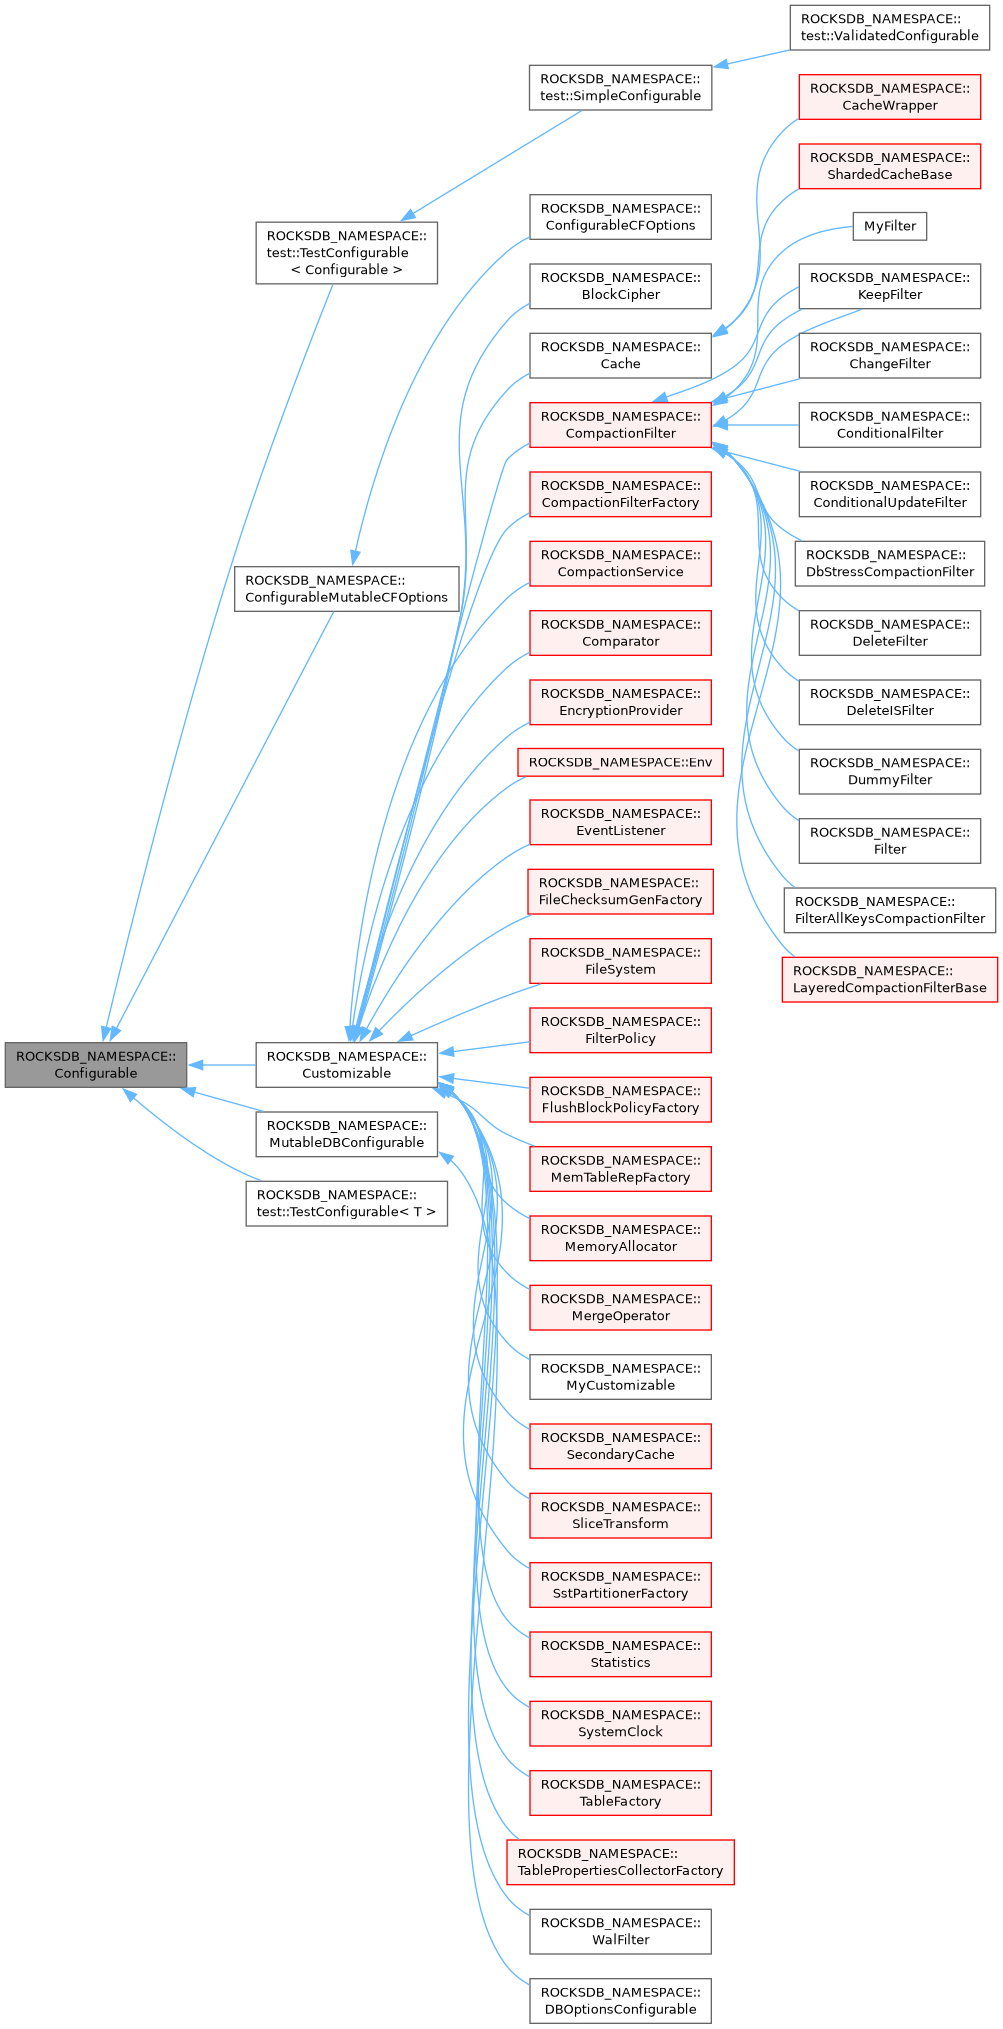 ROCKSDB_NAMESPACE::
Configurable
ROCKSDB_NAMESPACE::
test::TestConfigurable
< Configurable >
ROCKSDB_NAMESPACE::
ConfigurableMutableCFOptions
ROCKSDB_NAMESPACE::
Customizable
ROCKSDB_NAMESPACE::
MutableDBConfigurable
ROCKSDB_NAMESPACE::
test::TestConfigurable< T >
ROCKSDB_NAMESPACE::
test::SimpleConfigurable
ROCKSDB_NAMESPACE::
ConfigurableCFOptions
ROCKSDB_NAMESPACE::
BlockCipher
ROCKSDB_NAMESPACE::
Cache
ROCKSDB_NAMESPACE::
CompactionFilter
ROCKSDB_NAMESPACE::
CompactionFilterFactory
ROCKSDB_NAMESPACE::
CompactionService
ROCKSDB_NAMESPACE::
Comparator
ROCKSDB_NAMESPACE::
EncryptionProvider
ROCKSDB_NAMESPACE::Env
ROCKSDB_NAMESPACE::
EventListener
ROCKSDB_NAMESPACE::
FileChecksumGenFactory
ROCKSDB_NAMESPACE::
FileSystem
ROCKSDB_NAMESPACE::
FilterPolicy
ROCKSDB_NAMESPACE::
FlushBlockPolicyFactory
ROCKSDB_NAMESPACE::
MemTableRepFactory
ROCKSDB_NAMESPACE::
MemoryAllocator
ROCKSDB_NAMESPACE::
MergeOperator
ROCKSDB_NAMESPACE::
MyCustomizable
ROCKSDB_NAMESPACE::
SecondaryCache
ROCKSDB_NAMESPACE::
SliceTransform
ROCKSDB_NAMESPACE::
SstPartitionerFactory
ROCKSDB_NAMESPACE::
Statistics
ROCKSDB_NAMESPACE::
SystemClock
ROCKSDB_NAMESPACE::
TableFactory
ROCKSDB_NAMESPACE::
TablePropertiesCollectorFactory
ROCKSDB_NAMESPACE::
WalFilter
ROCKSDB_NAMESPACE::
DBOptionsConfigurable
ROCKSDB_NAMESPACE::
test::ValidatedConfigurable
ROCKSDB_NAMESPACE::
CacheWrapper
ROCKSDB_NAMESPACE::
ShardedCacheBase
MyFilter
ROCKSDB_NAMESPACE::
KeepFilter
ROCKSDB_NAMESPACE::
ChangeFilter
ROCKSDB_NAMESPACE::
ConditionalFilter
ROCKSDB_NAMESPACE::
ConditionalUpdateFilter
ROCKSDB_NAMESPACE::
DbStressCompactionFilter
ROCKSDB_NAMESPACE::
DeleteFilter
ROCKSDB_NAMESPACE::
DeleteISFilter
ROCKSDB_NAMESPACE::
DummyFilter
ROCKSDB_NAMESPACE::
Filter
ROCKSDB_NAMESPACE::
FilterAllKeysCompactionFilter
ROCKSDB_NAMESPACE::
LayeredCompactionFilterBase